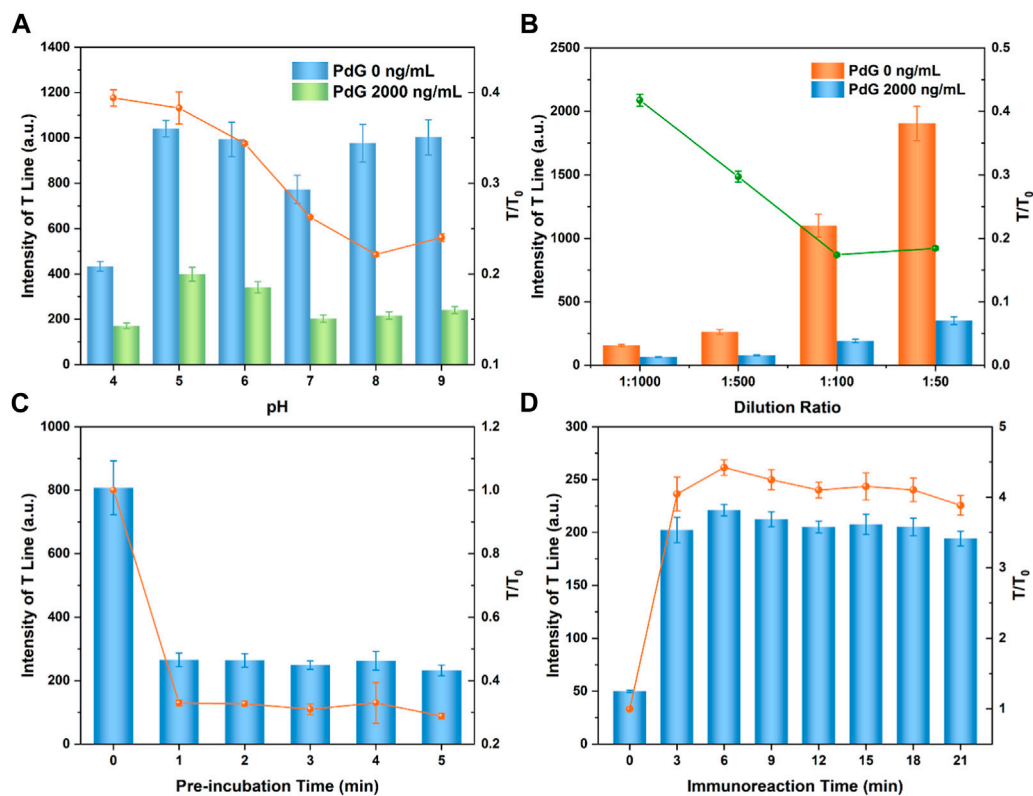 A
Intensity of T Line (a.u.)
1400
1200
1000
800
600
400
200
0
PdG 0 ng/mL
PdG 2000 ng/mL
0.4
0.3
0.2
0.1
T/T0
4 5 6 7 8 9
pH
B
Intensity of T Line (a.u.)
2500
2000
1500
1000
500
0
PdG 0 ng/mL
PdG 2000 ng/mL
0.5
0.4
0.3
0.2
0.1
0.0
T/T0
1:1000 1:500 1:100 1:50
Dilution Ratio
C
Intensity of T Line (a.u.)
1000
800
600
400
200
0
1.2
1.0
0.8
0.6
0.4
0.2
T/T0
0 1 2 3 4 5
Pre-incubation Time (min)
D
Intensity of T Line (a.u.)
300
250
200
150
100
50
0
5
4
3
2
1
T/T0
0 3 6 9 12 15 18 21
Immunoreaction Time (min)